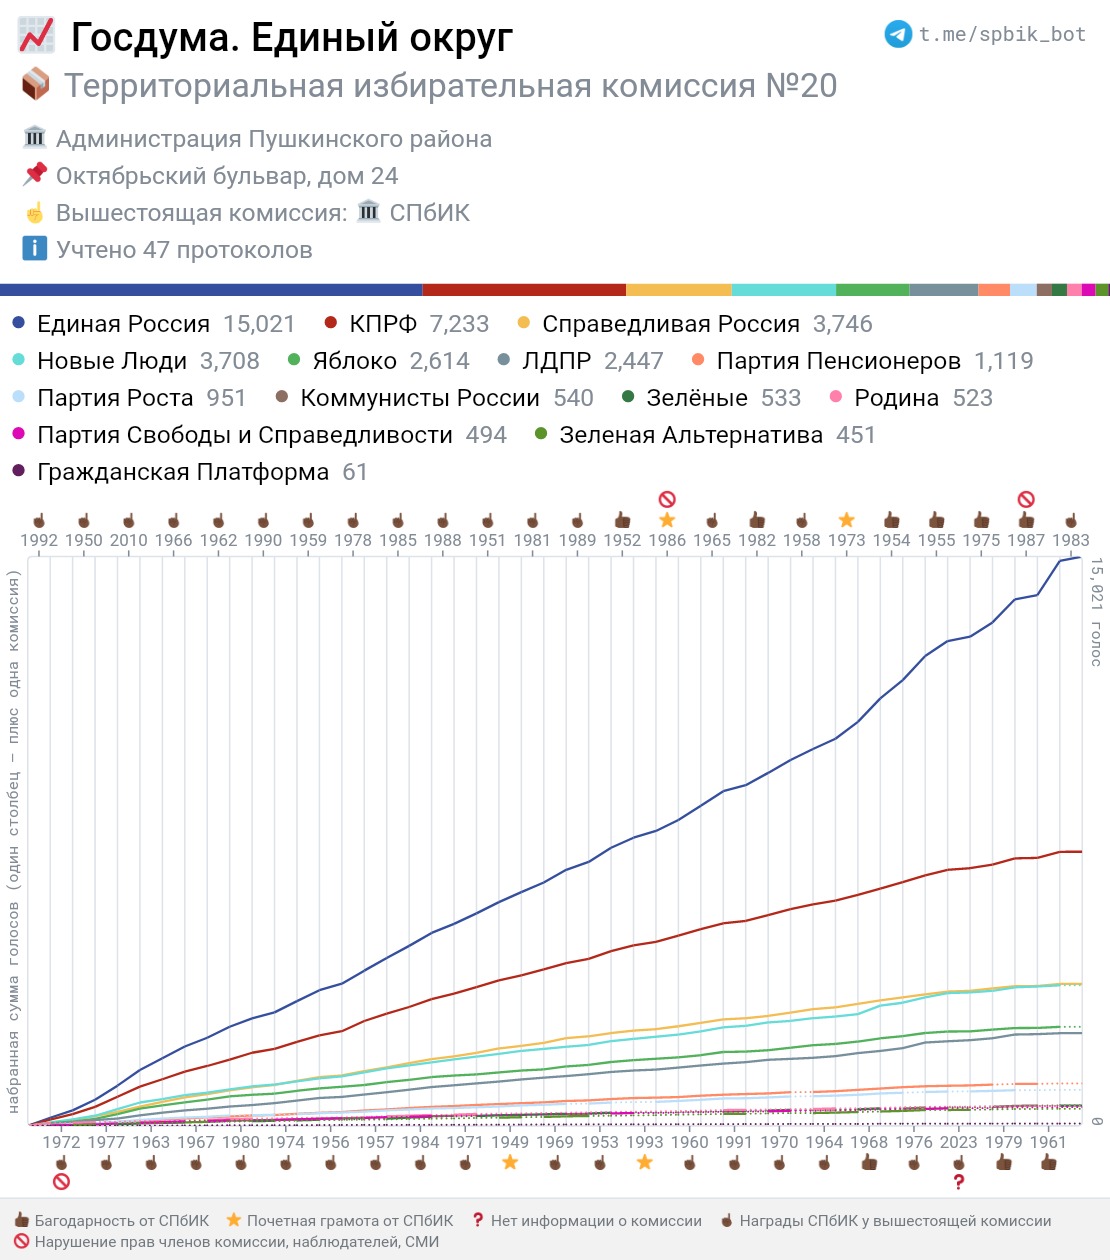 Госдума. Единый округ
t.me/spbik_bot
Территориальная избирательная комиссия №20
Администрация Пушкинского района
Октябрьский бульвар, дом 24
Вышестоящая комиссия: СПбИК
Учтено 47 протоколов
Единая Россия 15,021 КПРФ 7,233 Справедливая Россия 3,746
Новые Люди 3,708 Яблоко 2,614 ЛДПР 2,447 Партия Пенсионеров 1,119
Партия Роста 951 Коммунисты России 540 Зелёные 533 Родина 523
Партия Свободы и Справедливости 494 Зеленая Альтернатива 451
Гражданская Платформа 61
1992 1950 2010 1966 1962 1990 1959 1978 1985 1988 1951 1981 1989 1952 1986 1965 1982 1958 1973 1954 1955 1975 1987 1983
набранная сумма голосов (один столбец — плюс одна комиссия)
15,021 голос
0
1972 1977 1963 1967 1980 1974 1956 1957 1984 1971 1949 1969 1953 1993 1960 1991 1970 1964 1968 1976 2023 1979 1961
Багодарность от СПбИК Почетная грамота от СПбИК Нет информации о комиссии Награды СПбИК у вышестоящей комиссии
Нарушение прав членов комиссии, наблюдателей, СМИ